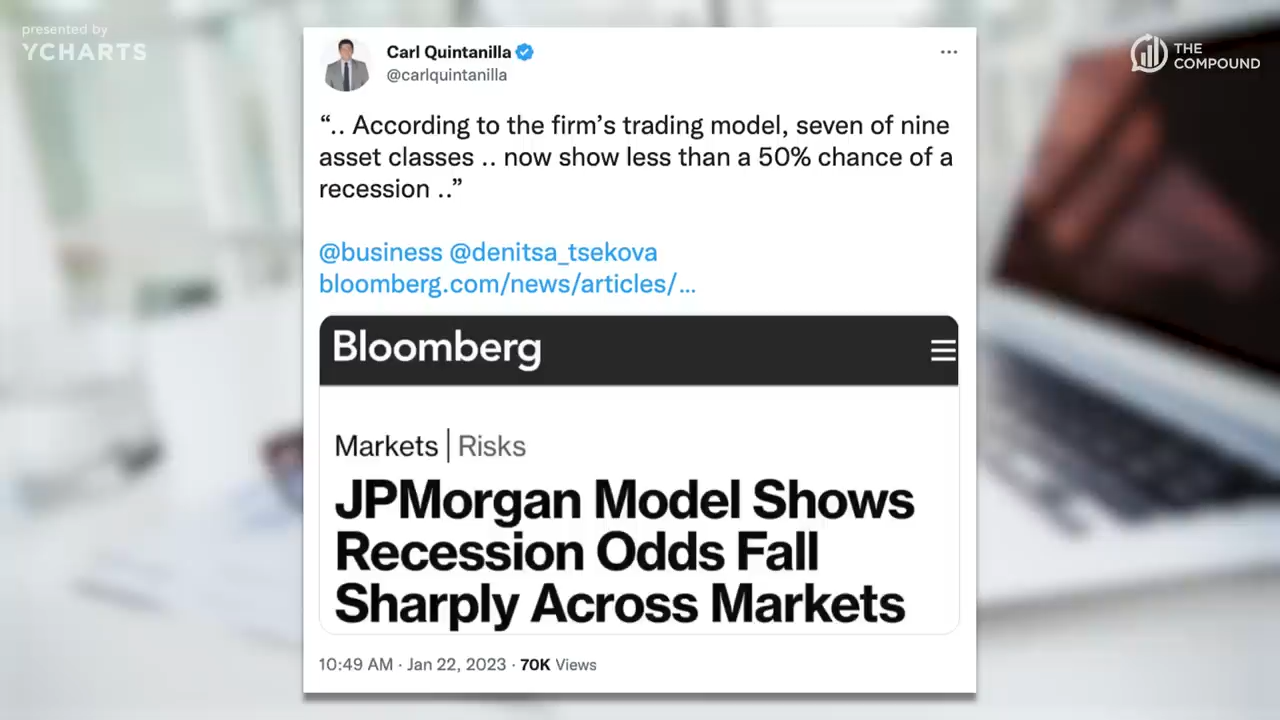 presented by
YCHARTS
THE
COMPOUND
Carl Quintanilla
@carlquintanilla
“.. According to the firm’s trading model, seven of nine
asset classes .. now show less than a 50% chance of a
recession ..”
@business @denitsa_tsekova
bloomberg.com/news/articles/...
Bloomberg
Markets | Risks
JPMorgan Model Shows
Recession Odds Fall
Sharply Across Markets
10:49 AM · Jan 22, 2023 · 70K Views